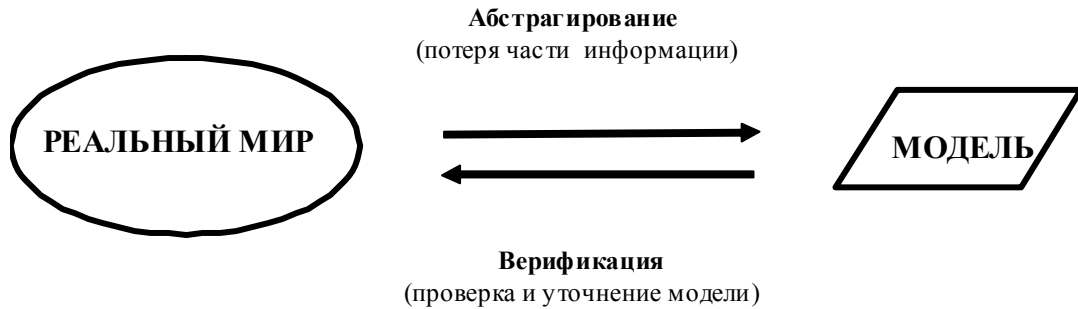 Абстрагирование
(потеря части информации)
РЕАЛЬНЫЙ МИР
МОДЕЛЬ
Верификация
(проверка и уточнение модели)